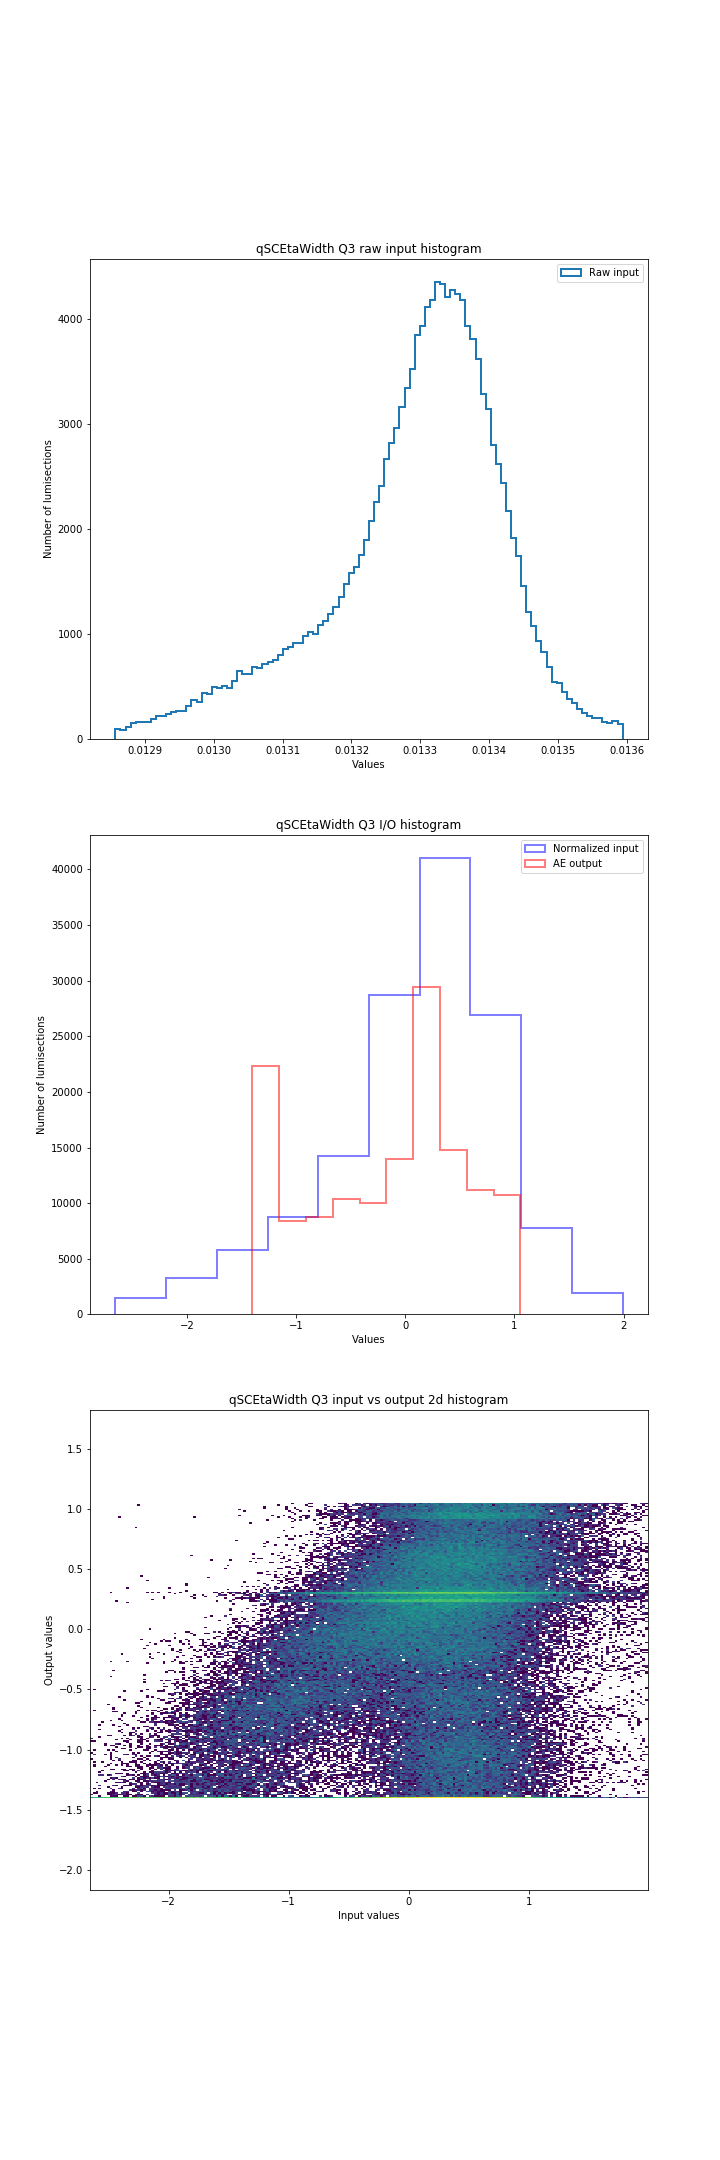 qSCEtaWidth Q3 raw input histogram
Raw input
4000
3000
2000
1000
0
Number of lumisections
0.0129 0.0130 0.0131 0.0132 0.0133 0.0134 0.0135 0.0136
Values
qSCEtaWidth Q3 I/O histogram
Normalized input
AE output
40000
35000
30000
25000
20000
15000
10000
5000
0
Number of lumisections
−2 −1 0 1 2
Values
qSCEtaWidth Q3 input vs output 2d histogram
1.5
1.0
0.5
0.0
−0.5
−1.0
−1.5
−2.0
Output values
−2 −1 0 1
Input values